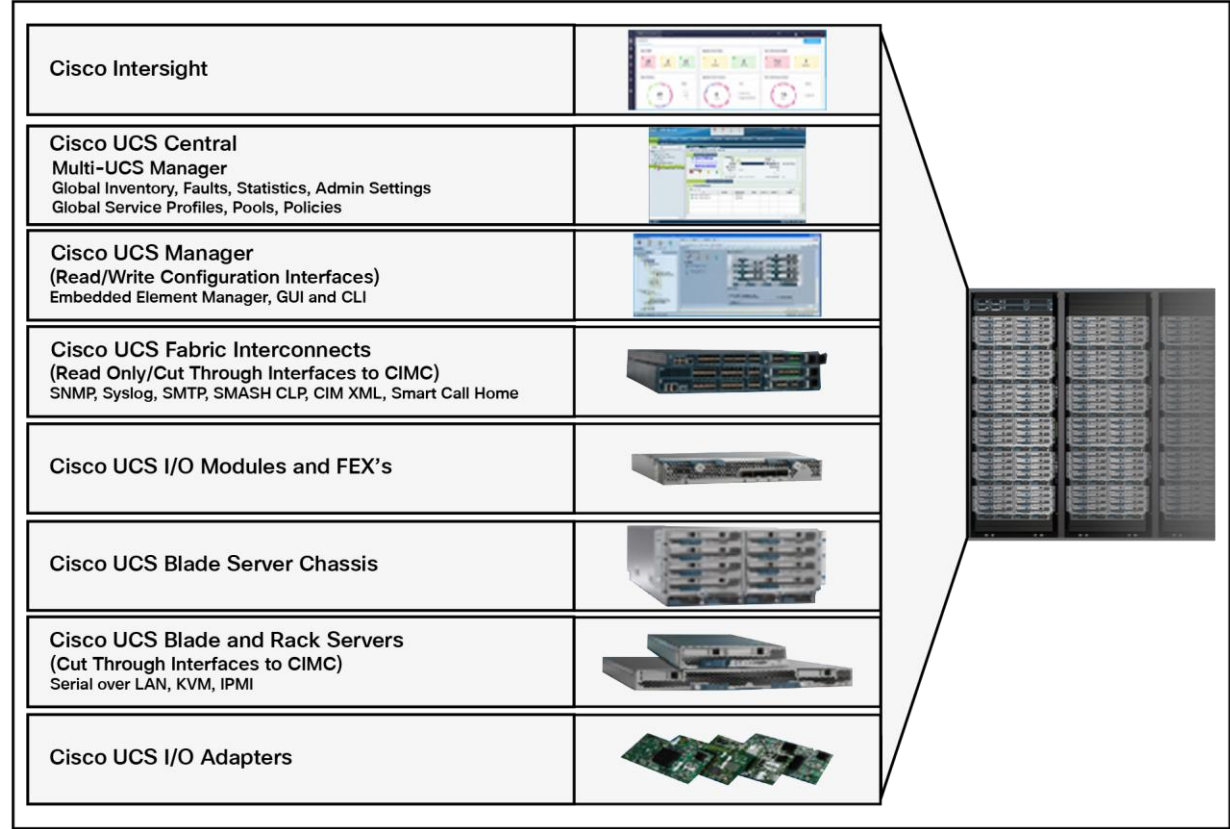 Cisco Intersight
Cisco UCS Central
Multi-UCS Manager
Global Inventory, Faults, Statistics, Admin Settings
Global Service Profiles, Pools, Policies
Cisco UCS Manager
(Read/Write Configuration Interfaces)
Embedded Element Manager, GUI and CLI
Cisco UCS Fabric Interconnects
(Read Only/Cut Through Interfaces to CIMC)
SNMP, Syslog, SMTP, SMASH CLP, CIM XML, Smart Call Home
Cisco UCS I/O Modules and FEX's
Cisco UCS Blade Server Chassis
Cisco UCS Blade and Rack Servers
(Cut Through Interfaces to CIMC)
Serial over LAN, KVM, IPMI
Cisco UCS I/O Adapters